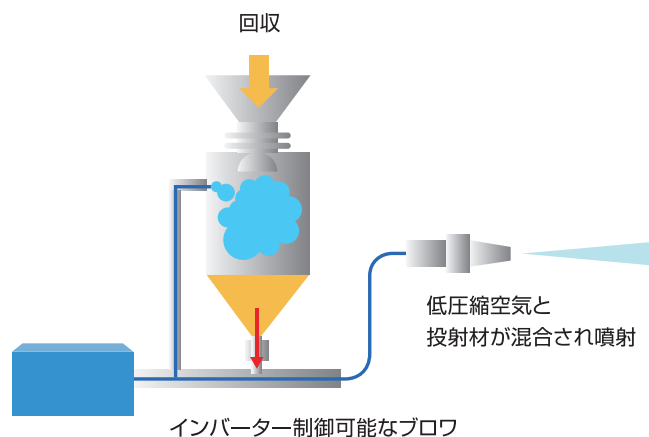 回収
低圧縮空気と
投射材が混合され噴射
インバーター制御可能なブロワ